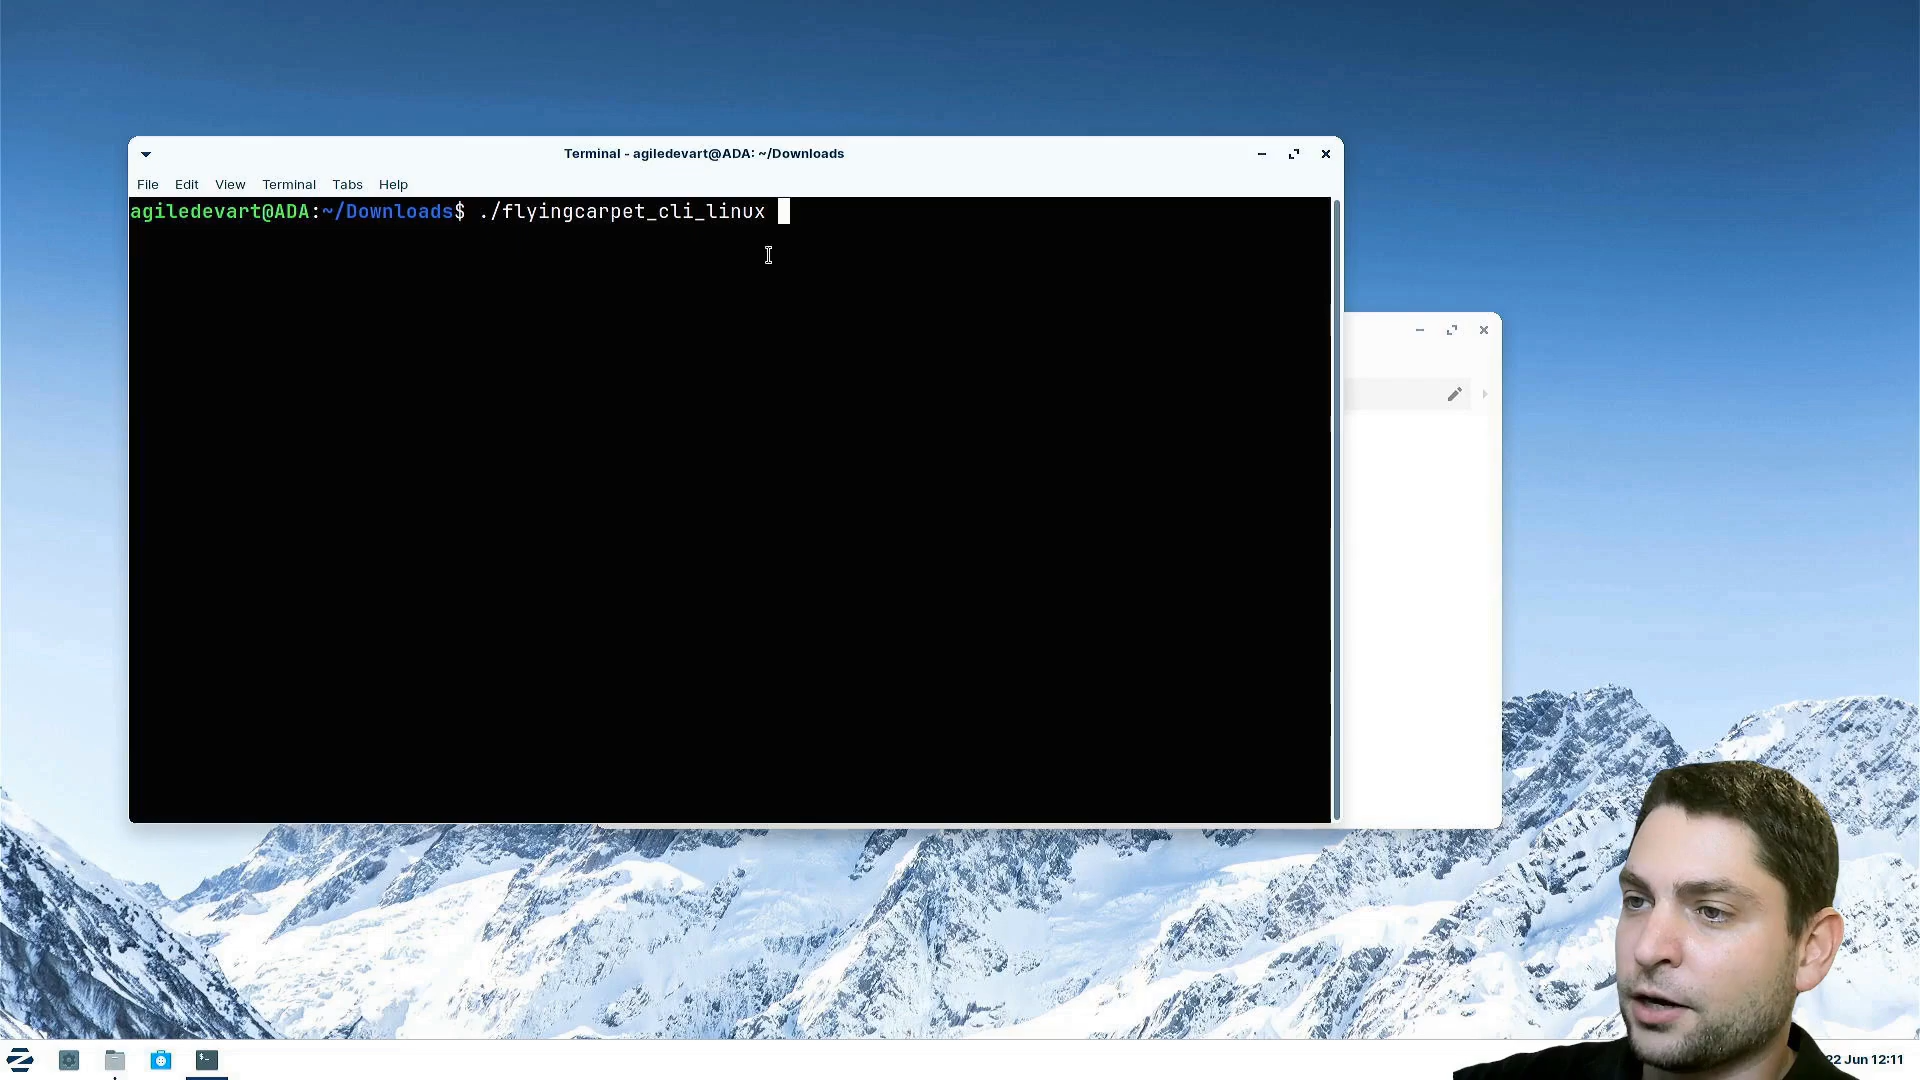 Terminal - agiledevart@ADA: ~/Downloads
File Edit View Terminal Tabs Help
agiledevart@ADA:~/Downloads$ ./flyingcarpet_cli_linux
22 Jun 12:11